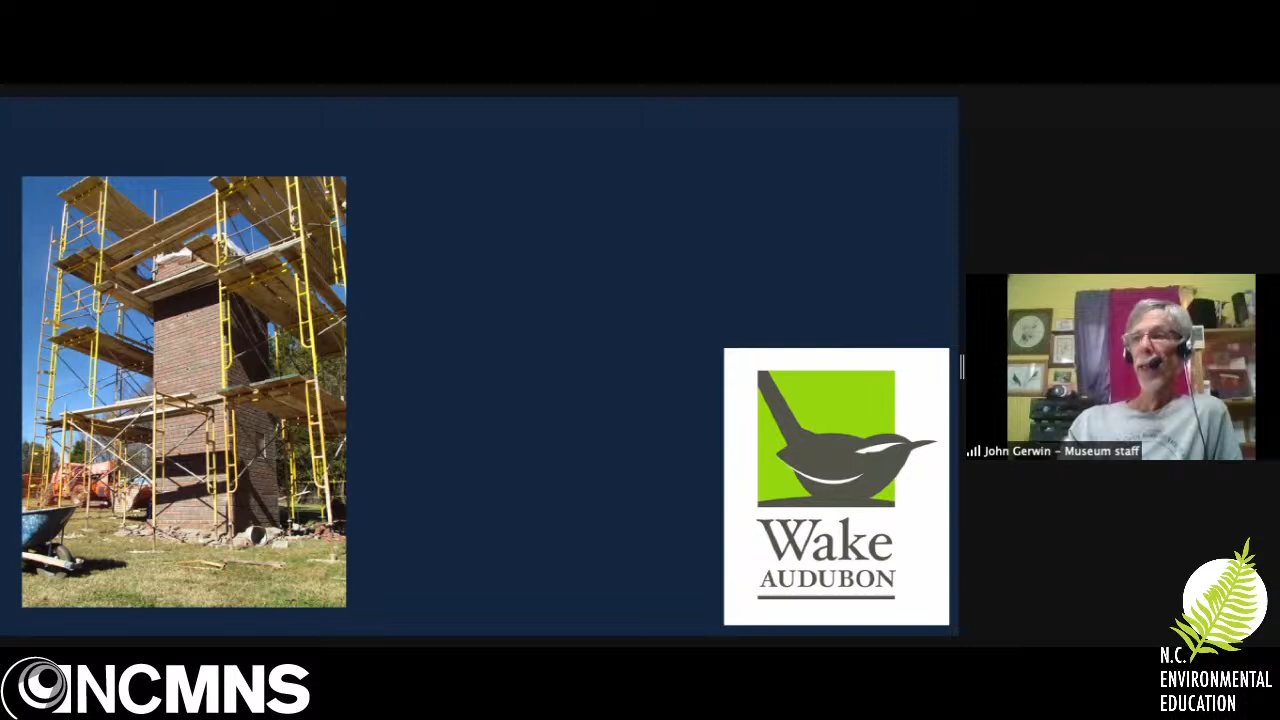 Wake
AUDUBON
John Gerwin – Museum staff
NCMNS
N.C.
ENVIRONMENTAL
EDUCATION